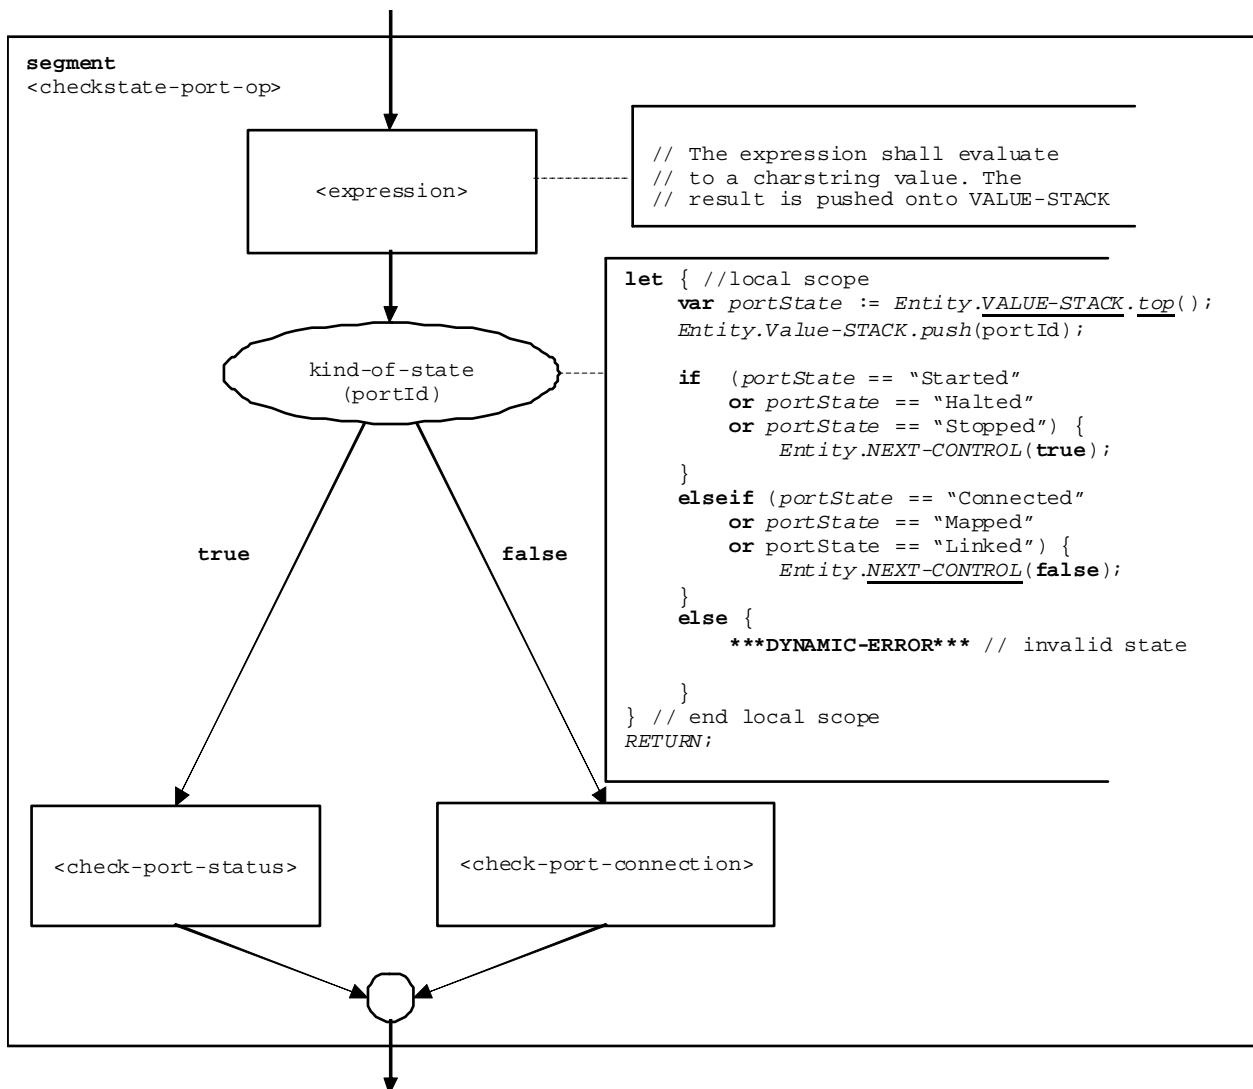 segment
<checkstate-port-op>
<expression>
// The expression shall evaluate
// to a charstring value. The
// result is pushed onto VALUE-STACK
kind-of-state
(portId)
let { //local scope
var portState := Entity.VALUE-STACK.top();
Entity.Value-STACK.push(portId);
if (portState == “Started”
or portState == “Halted”
or portState == “Stopped”) {
Entity.NEXT-CONTROL(true);
}
elseif (portState == “Connected”
or portState == “Mapped”
or portState == “Linked”) {
Entity.NEXT-CONTROL(false);
}
else {
***DYNAMIC-ERROR*** // invalid state
}
} // end local scope
RETURN;
true
false
<check-port-status>
<check-port-connection>